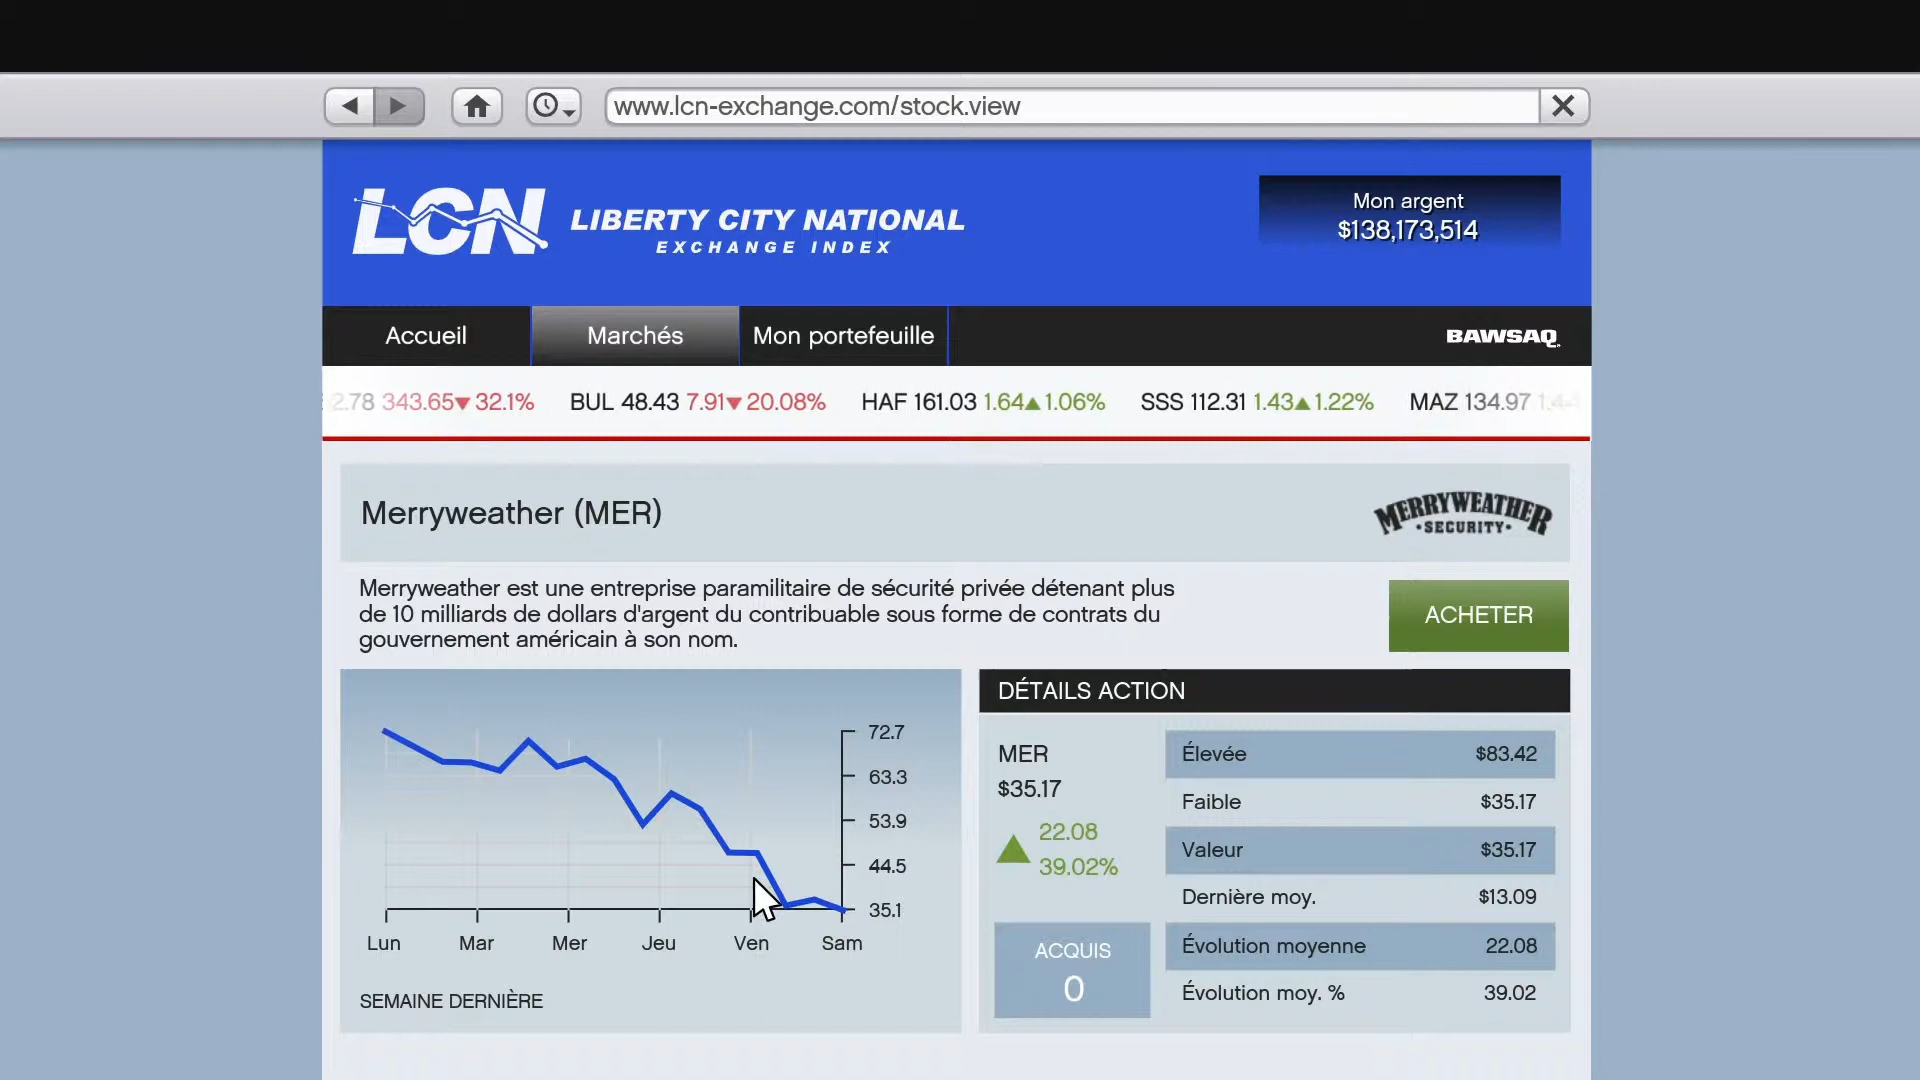 www.lcn-exchange.com/stock.view
LCN
LIBERTY CITY NATIONAL
EXCHANGE INDEX
Mon argent
$138,173,514
Accueil
Marchés
Mon portefeuille
BAWSAQ
2.78 343.65▼32.1% BUL 48.43 7.91▼20.08% HAF 161.03 1.64▲1.06% SSS 112.31 1.43▲1.22% MAZ 134.97
Merryweather (MER)
MERRYWEATHER
SECURITY
Merryweather est une entreprise paramilitaire de sécurité privée détenant plus
de 10 milliards de dollars d'argent du contribuable sous forme de contrats du
gouvernement américain à son nom.
ACHETER
72.7
63.3
53.9
44.5
35.1
Lun Mar Mer Jeu Ven Sam
SEMAINE DERNIÈRE
DÉTAILS ACTION
MER
$35.17
22.08
39.02%
ACQUIS
0
Élevée $83.42
Faible $35.17
Valeur $35.17
Dernière moy. $13.09
Évolution moyenne 22.08
Évolution moy. % 39.02